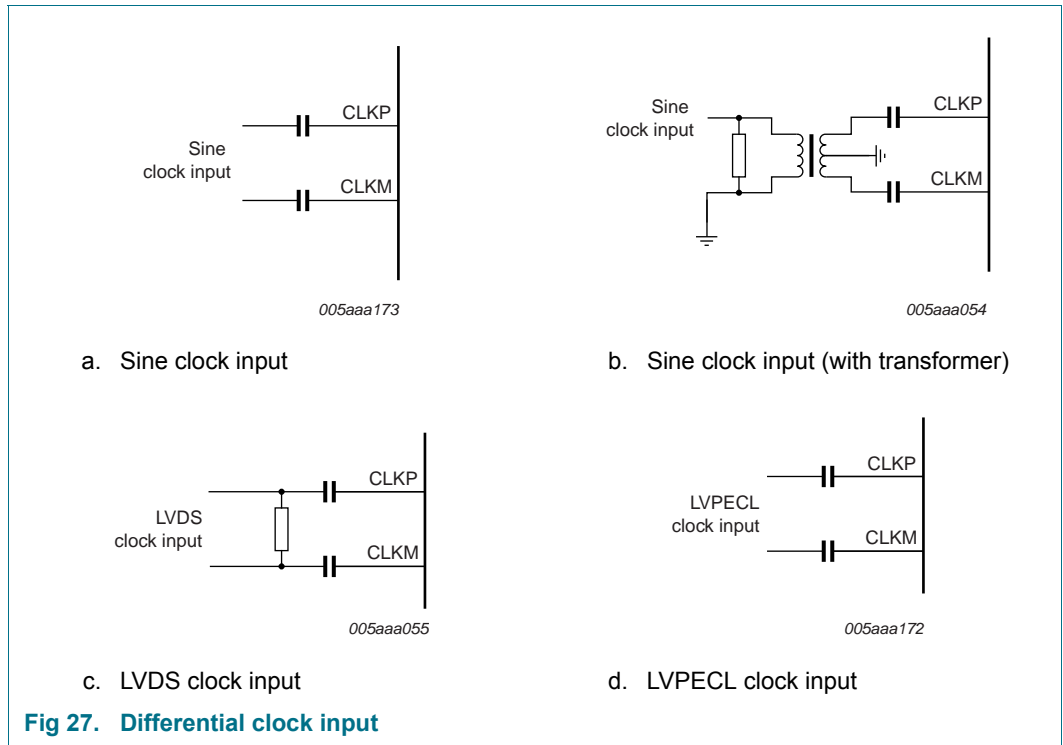 Sine
clock input
CLKP
CLKM
005aaa173
a. Sine clock input
Sine
clock input
CLKP
CLKM
005aaa054
b. Sine clock input (with transformer)
LVDS
clock input
CLKP
CLKM
005aaa055
c. LVDS clock input
LVPECL
clock input
CLKP
CLKM
005aaa172
d. LVPECL clock input
Fig 27. Differential clock input